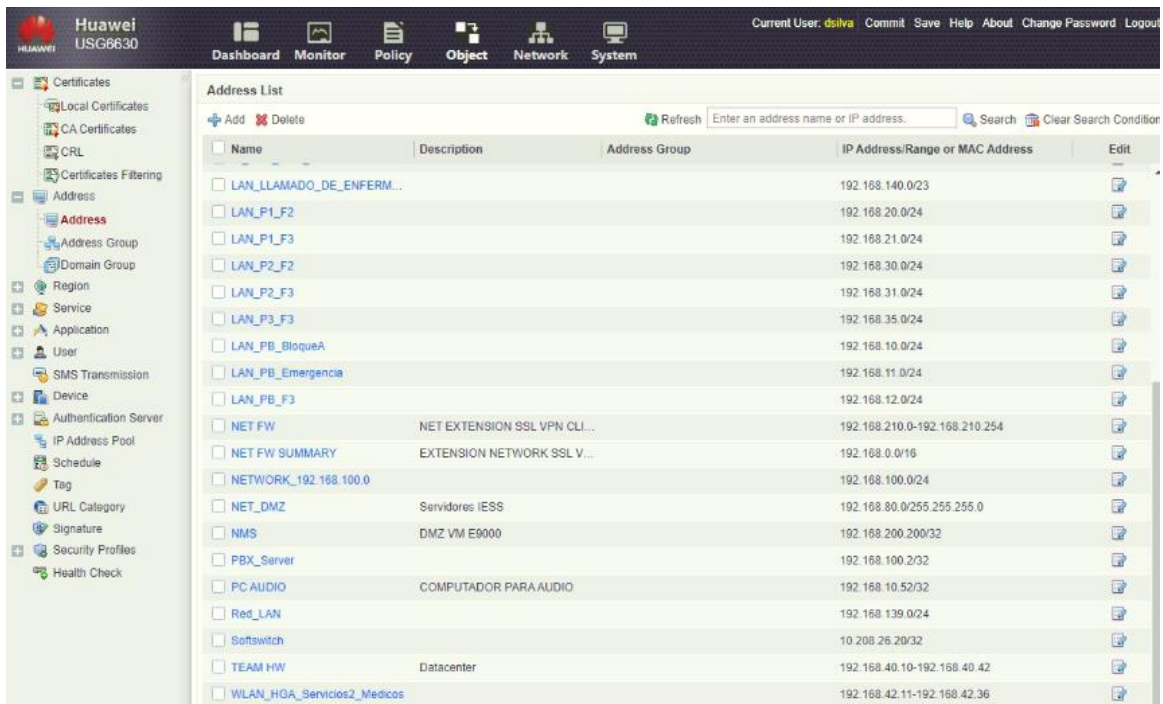 HUAWEI
Huawei
USG6630
Dashboard Monitor Policy Object Network System
Current User: dsilva Commit Save Help About Change Password Logout
Certificates
Local Certificates
CA Certificates
CRL
Certificates Filtering
Address
Address
Address Group
Domain Group
Region
Service
Application
User
SMS Transmission
Device
Authentication Server
IP Address Pool
Schedule
Tag
URL Category
Signature
Security Profiles
Health Check
Address List
Add Delete Refresh Enter an address name or IP address. Search Clear Search Condition
Name Description Address Group IP Address/Range or MAC Address Edit
LAN_LLAMADO_DE_ENFERM... 192.168.140.0/23
LAN_P1_F2 192.168.20.0/24
LAN_P1_F3 192.168.21.0/24
LAN_P2_F2 192.168.30.0/24
LAN_P2_F3 192.168.31.0/24
LAN_P3_F3 192.168.35.0/24
LAN_PB_BloqueA 192.168.10.0/24
LAN_PB_Emergencia 192.168.11.0/24
LAN_PB_F3 192.168.12.0/24
NET FW NET EXTENSION SSL VPN CLI... 192.168.210.0-192.168.210.254
NET FW SUMMARY EXTENSION NETWORK SSL V... 192.168.0.0/16
NETWORK_192.168.100.0 192.168.100.0/24
NET_DMZ Servidores IESS 192.168.80.0/255.255.255.0
NMS DMZ VM E9000 192.168.200.200/32
PBX_Server 192.168.100.2/32
PC AUDIO COMPUTADOR PARA AUDIO 192.168.10.52/32
Red_LAN 192.168.139.0/24
Softswitch 10.208.26.20/32
TEAM HW Datacenter 192.168.40.10-192.168.40.42
WLAN_HGA_Servicios2_Medicos 192.168.42.11-192.168.42.36